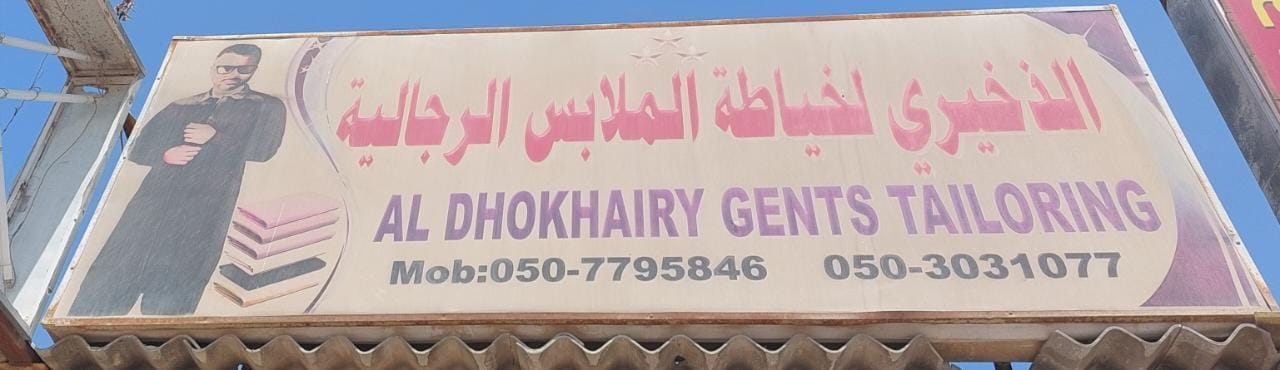 الذخيري لخياطة الملابس الرجالية
AL DHOKHAIRY GENTS TAILORING
Mob:050-7795846 050-3031077